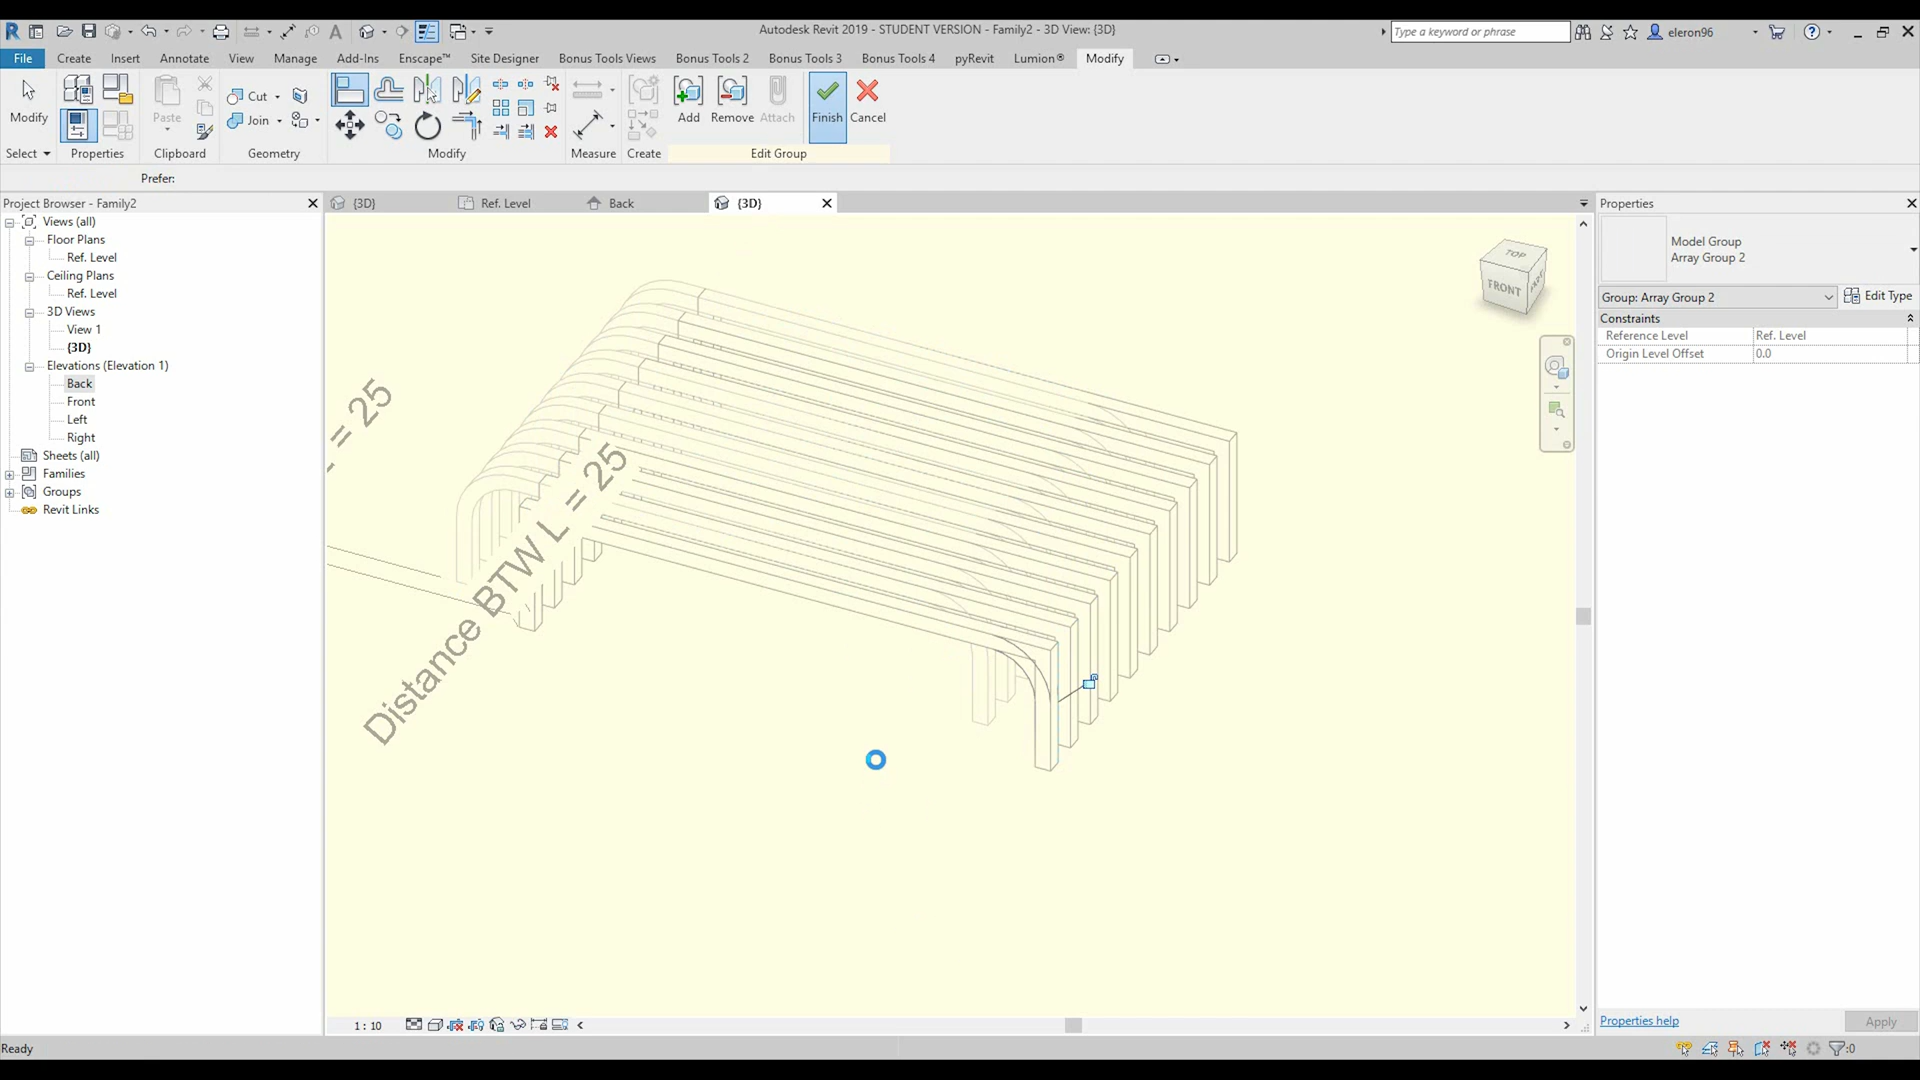 Autodesk Revit 2019 - STUDENT VERSION - Family2 - 3D View: {3D}
Type a keyword or phrase
eleron96
File Create Insert Annotate View Manage Add-Ins Enscape™ Site Designer Bonus Tools Views Bonus Tools 2 Bonus Tools 3 Bonus Tools 4 pyRevit Lumion® Modify
Modify Paste Cut Join Add Remove Attach Finish Cancel
Select Properties Clipboard Geometry Modify Measure Create Edit Group
Prefer:
Project Browser - Family2
{3D} Ref. Level Back {3D}
Properties
Views (all)
Floor Plans
Ref. Level
Ceiling Plans
Ref. Level
3D Views
View 1
{3D}
Elevations (Elevation 1)
Back
Front
Left
Right
Sheets (all)
Families
Groups
Revit Links
= 25
Distance BTW L = 25
TOP
FRONT
Model Group
Array Group 2
Group: Array Group 2 Edit Type
Constraints
Reference Level Ref. Level
Origin Level Offset 0.0
1 : 10
Properties help Apply
Ready
:0